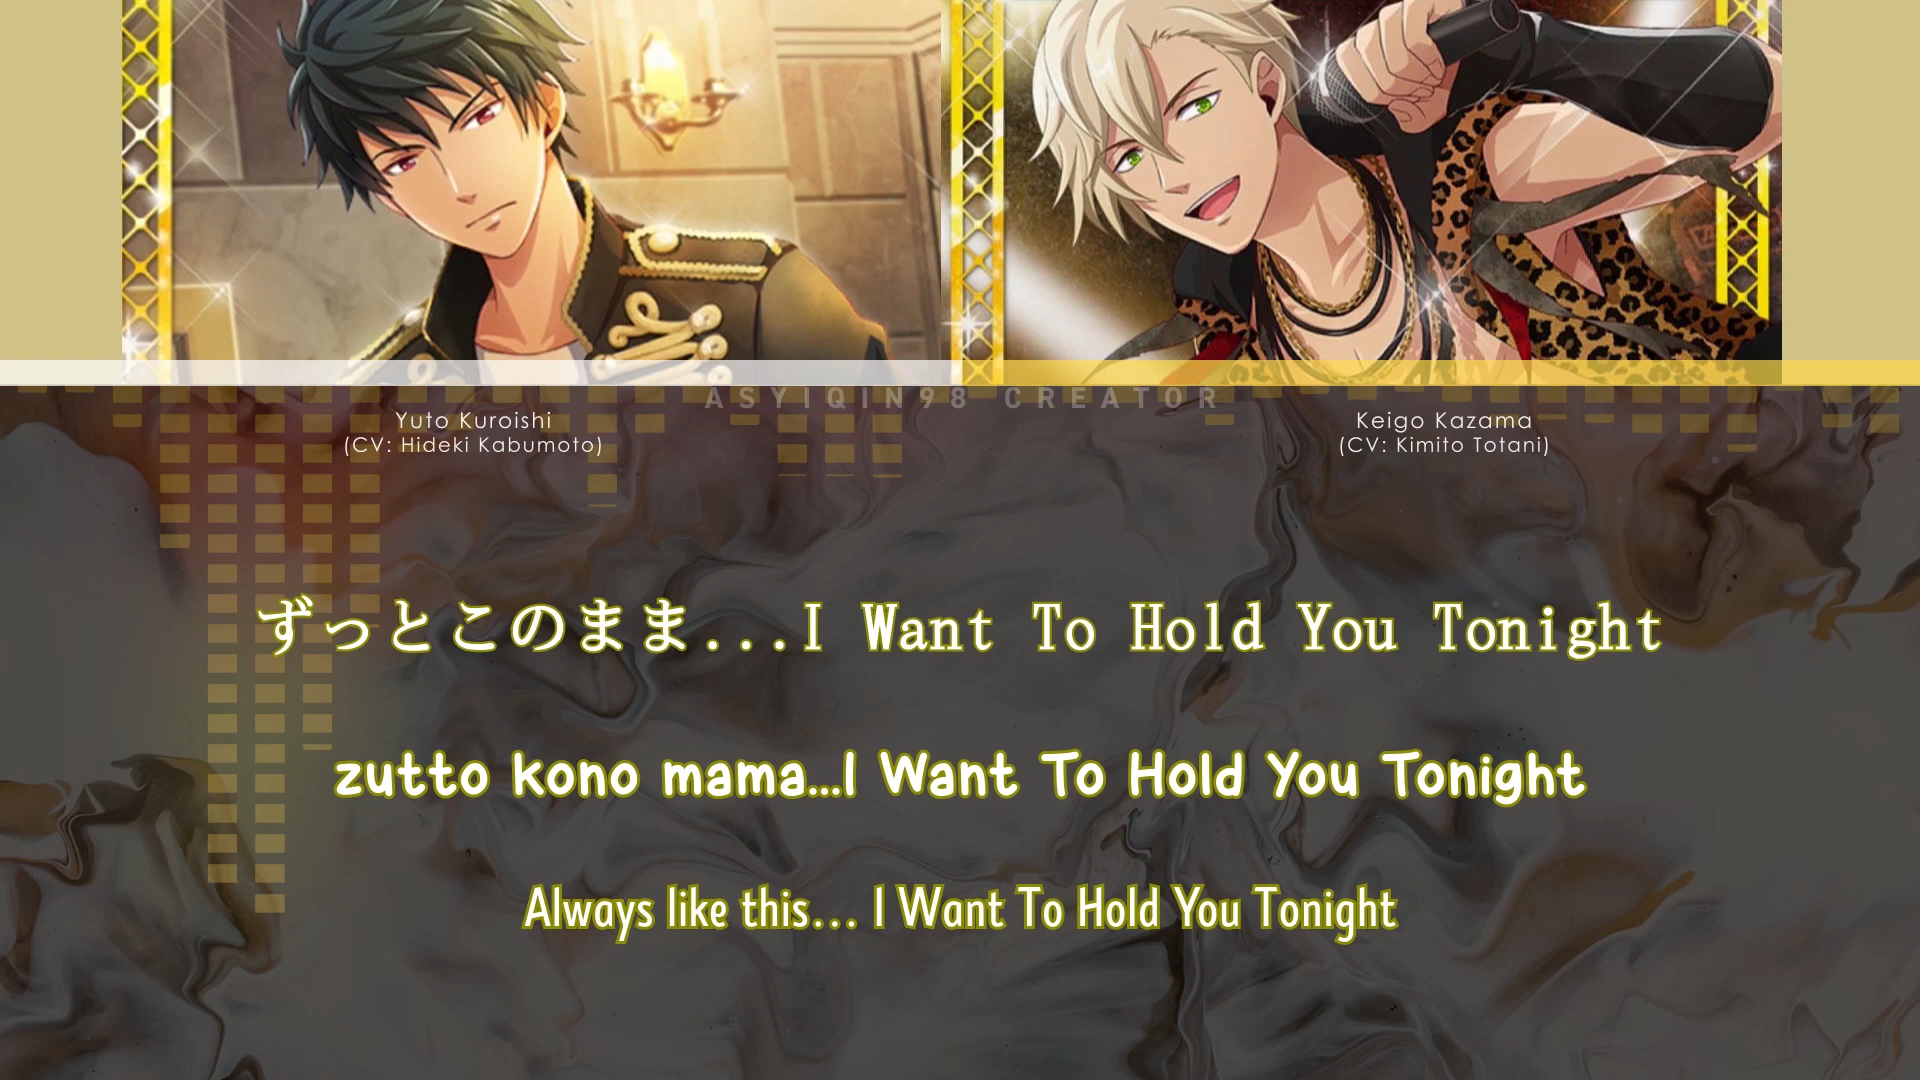 ASYIQIN98 CREATOR
Yuto Kuroishi
(CV: Hideki Kabumoto)
Keigo Kazama
(CV: Kimito Totani)
ずっとこのまま...I Want To Hold You Tonight
zutto kono mama...I Want To Hold You Tonight
Always like this... I Want To Hold You Tonight